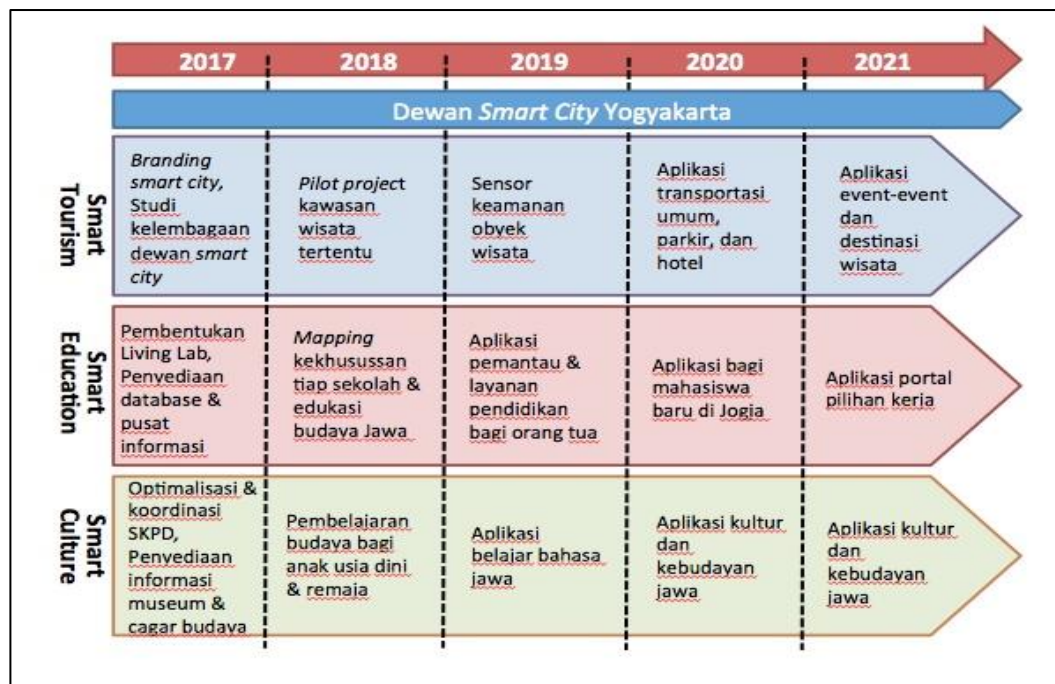 2017 2018 2019 2020 2021
Dewan Smart City Yogyakarta
Smart
Tourism
Branding
smart city,
Studi
kelembagaan
dewan smart
city
Pilot project
kawasan
wisata
tertentu
Sensor
keamanan
obyek
wisata
Aplikasi
transportasi
umum,
parkir, dan
hotel
Aplikasi
event-event
dan
destinasi
wisata
Smart
Education
Pembentukan
Living Lab,
Penyediaan
database &
pusat
informasi
Mapping
kekhusussan
tiap sekolah &
edukasi
budaya Jawa
Aplikasi
pemantau &
layanan
pendidikan
bagi orang tua
Aplikasi bagi
mahasiswa
baru di Jogja
Aplikasi portal
pilihan kerja
Smart
Culture
Optimalisasi &
koordinasi
SKPD,
Penyediaan
informasi
museum &
cagar budaya
Pembelajaran
budaya bagi
anak usia dini
& remaja
Aplikasi
belajar bahasa
jawa
Aplikasi kultur
dan
kebudayan
jawa
Aplikasi kultur
dan
kebudayan
jawa